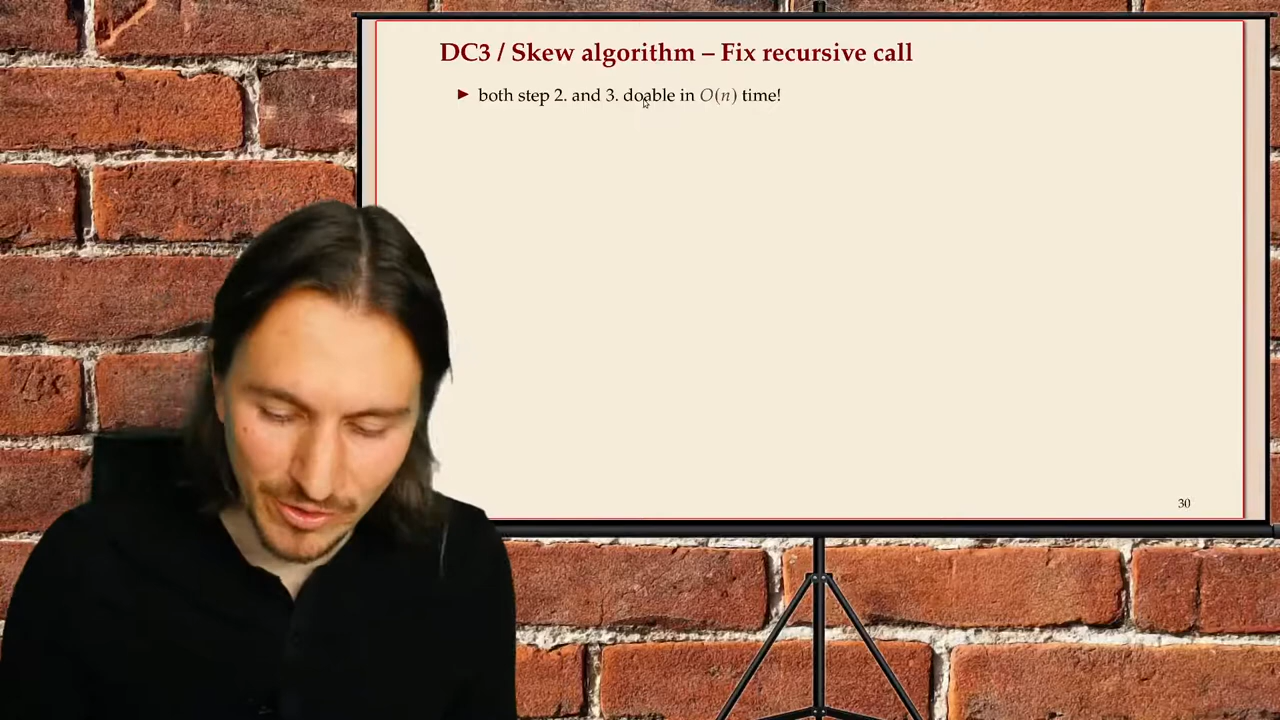 DC3 / Skew algorithm – Fix recursive call
► both step 2. and 3. doable in O(n) time!
30